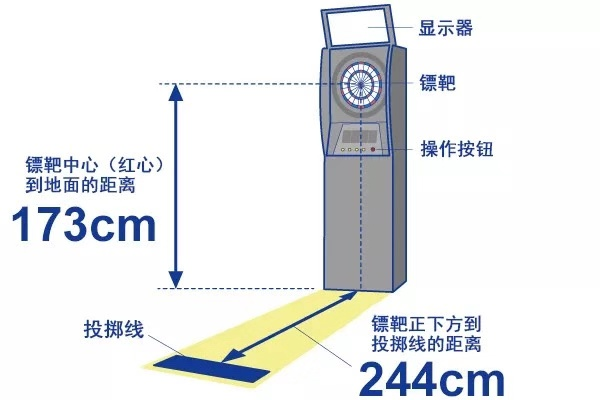 显示器
镖靶
操作按钮
镖靶中心（红心）
到地面的距离
173cm
投掷线
镖靶正下方到
投掷线的距离
244cm